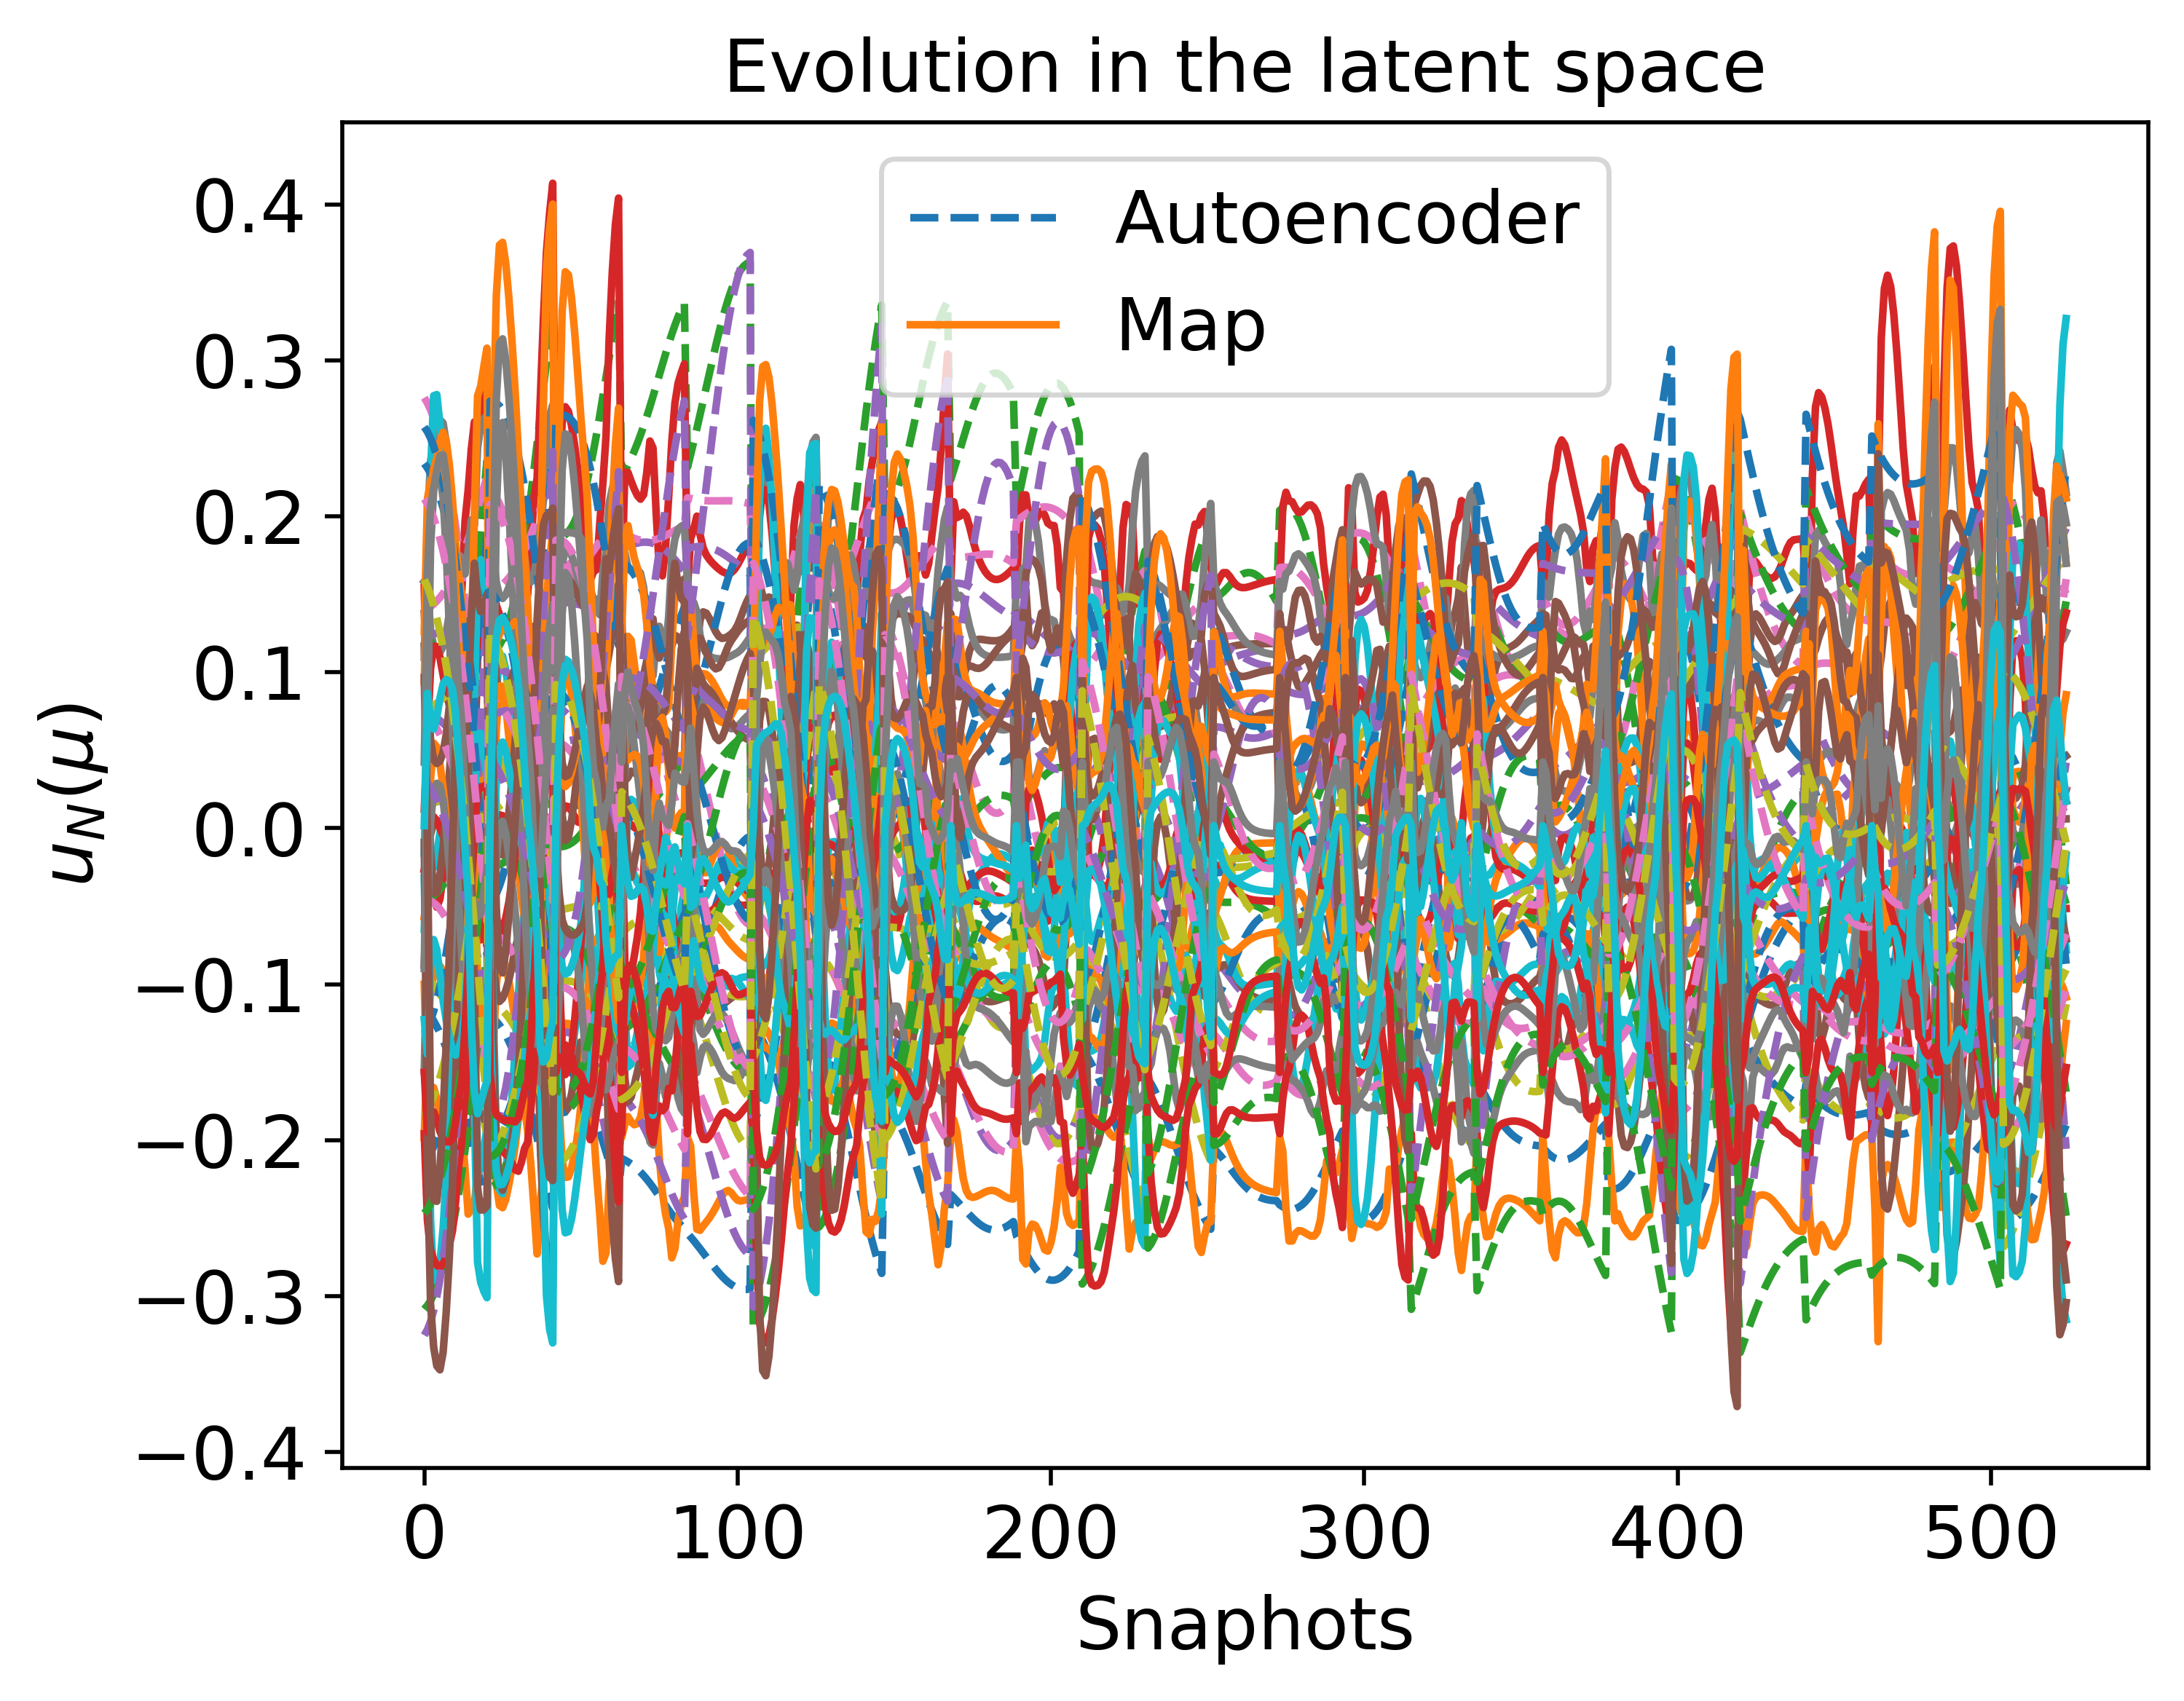 Evolution in the latent space
Autoencoder
Map
0.4
0.3
0.2
0.1
0.0
−0.1
−0.2
−0.3
−0.4
u_N(μ)
0 100 200 300 400 500
Snaphots